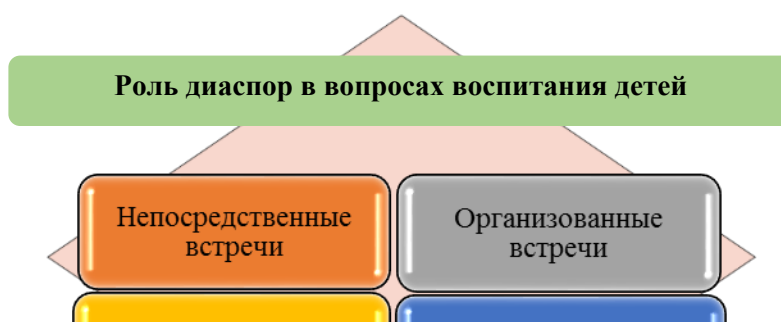 Роль диаспор в вопросах воспитания детей
Непосредственные
встречи
Организованные
встречи